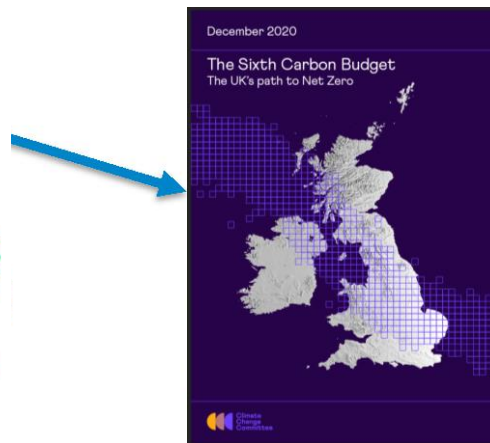 December 2020
The Sixth Carbon Budget
The UK's path to Net Zero
Climate
Change
Committee